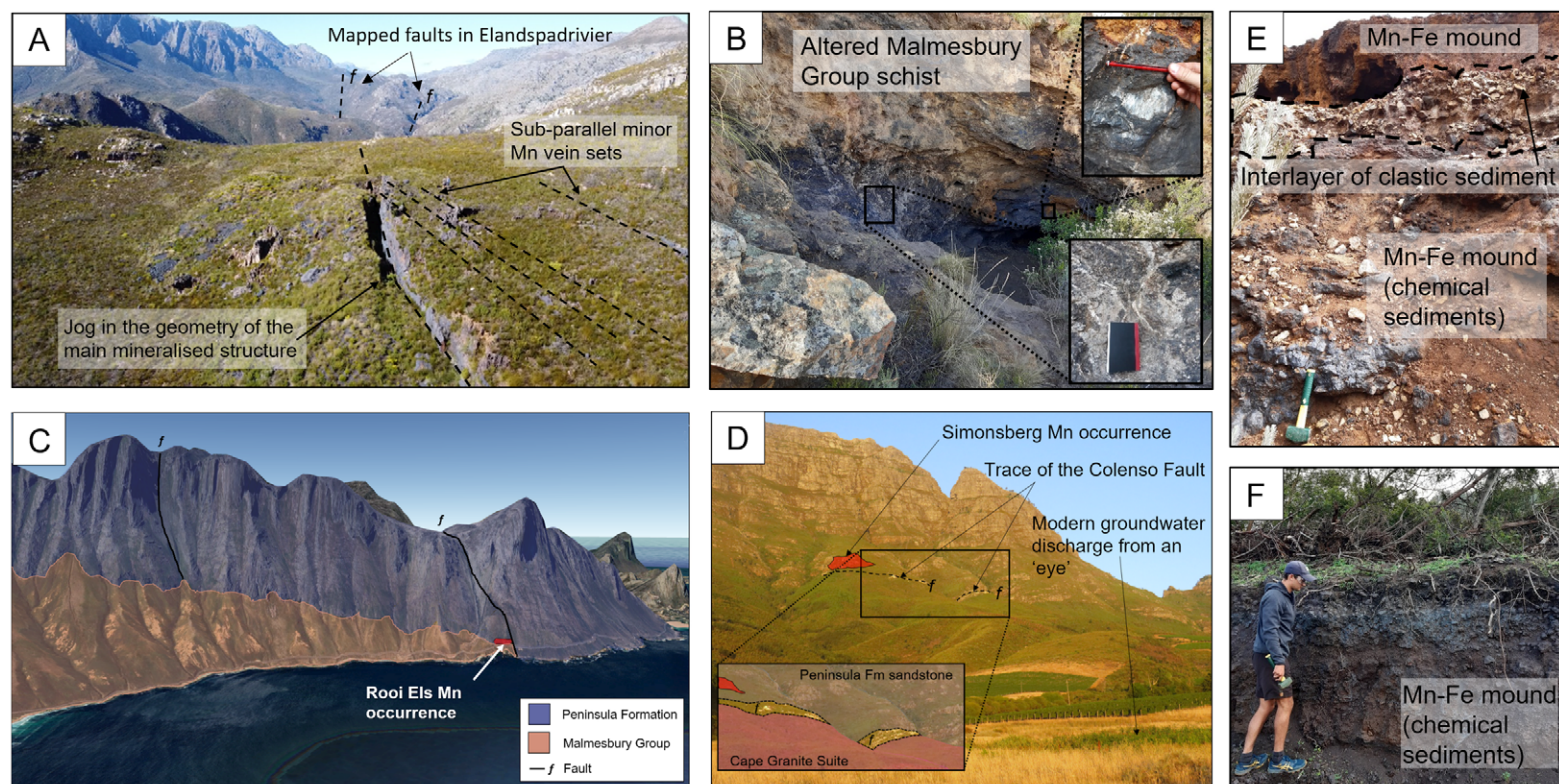 A
Mapped faults in Elandspadrivier
f
f
Sub-parallel minor
Mn vein sets
Jog in the geometry of the
main mineralised structure
B
Altered Malmesbury
Group schist
C
f
f
Rooi Els Mn
occurrence
Peninsula Formation
Malmesbury Group
f Fault
D
Simonsberg Mn occurrence
Trace of the Colenso Fault
Modern groundwater
discharge from an
'eye'
f
f
Peninsula Fm sandstone
Cape Granite Suite
E
Mn-Fe mound
Interlayer of clastic sediment
Mn-Fe mound
(chemical
sediments)
F
Mn-Fe mound
(chemical
sediments)